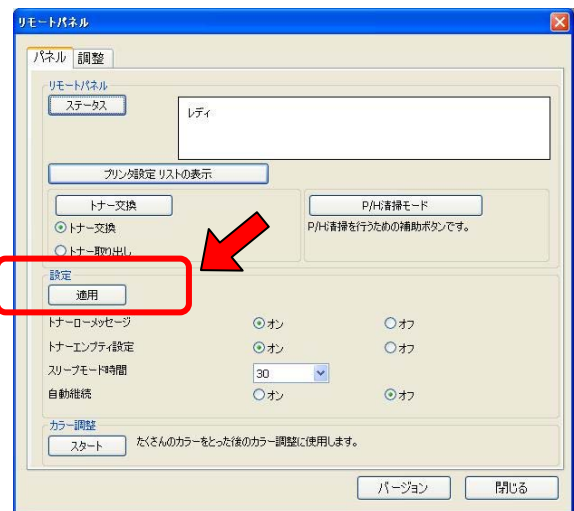 リモートパネル
パネル 調整
リモートパネル
ステータス
レディ
プリンタ設定 リストの表示
トナー交換
P/H清掃モード
トナー交換
P/H清掃を行うための補助ボタンです。
トナー取り出し
設定
適用
トナーローメッセージ オン オフ
トナーエンプティ設定 オン オフ
スリープモード時間 30
自動継続 オン オフ
カラー調整
スタート たくさんのカラーをとった後のカラー調整に使用します。
バージョン 閉じる